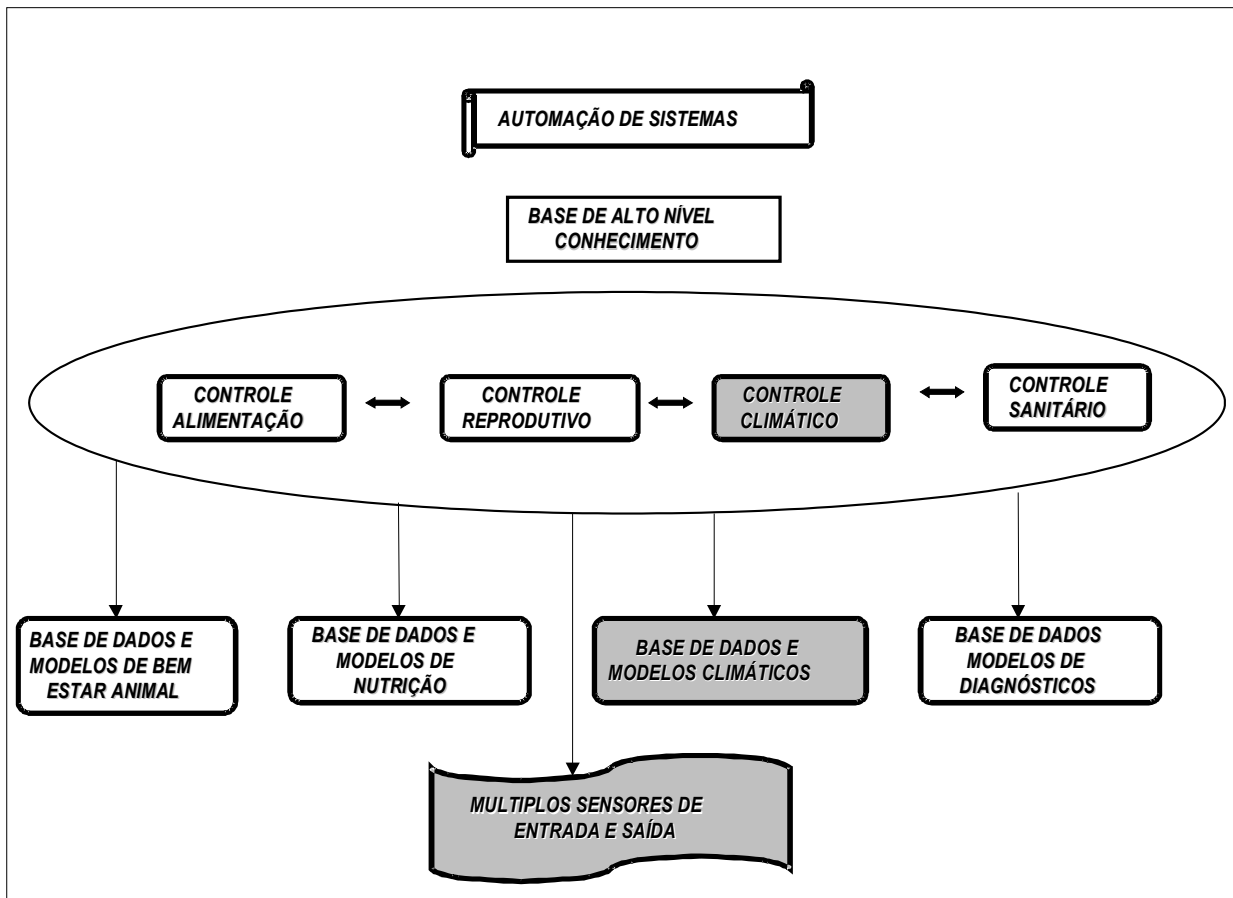 AUTOMAÇÃO DE SISTEMAS
BASE DE ALTO NÍVEL
CONHECIMENTO
CONTROLE
ALIMENTAÇÃO
CONTROLE
REPRODUTIVO
CONTROLE
CLIMÁTICO
CONTROLE
SANITÁRIO
BASE DE DADOS E
MODELOS DE BEM
ESTAR ANIMAL
BASE DE DADOS E
MODELOS DE
NUTRIÇÃO
BASE DE DADOS E
MODELOS CLIMÁTICOS
BASE DE DADOS
MODELOS DE
DIAGNÓSTICOS
MULTIPLOS SENSORES DE
ENTRADA E SAÍDA